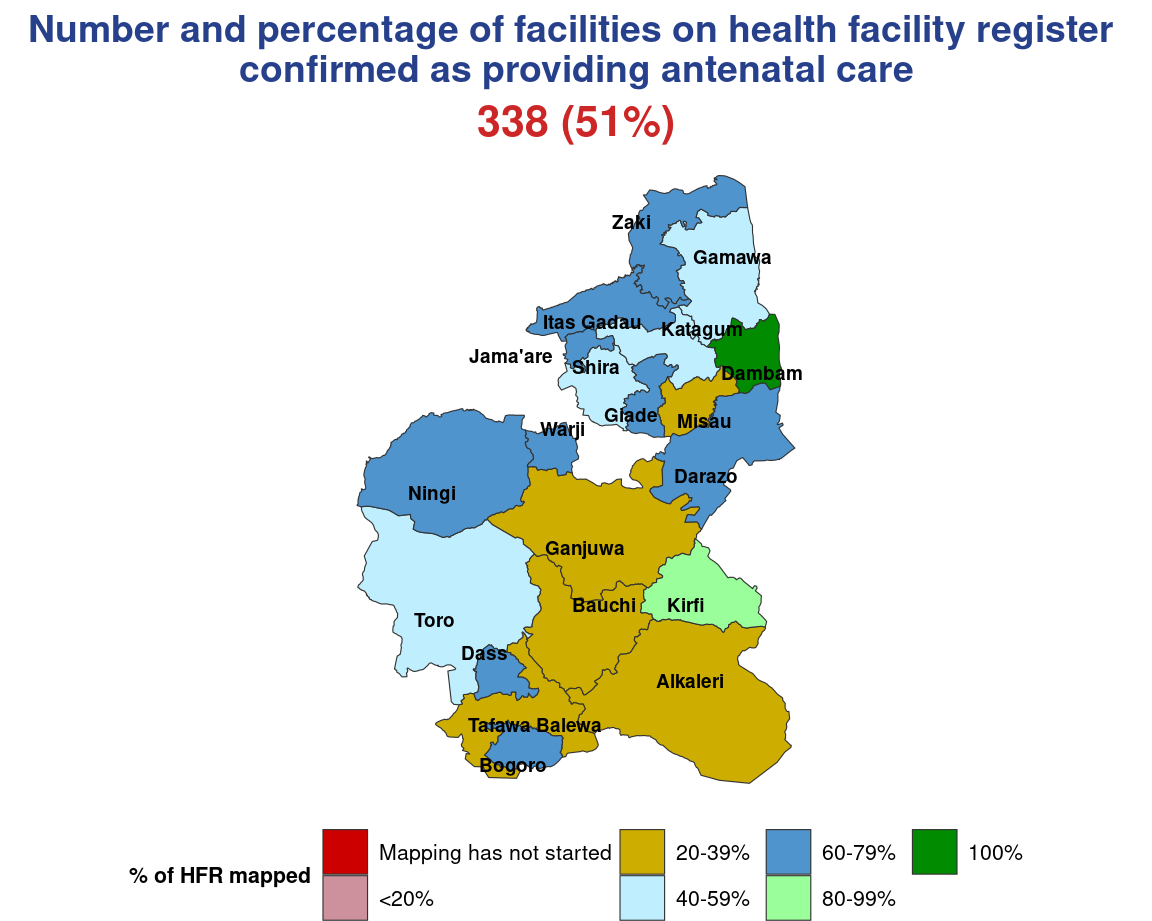 Number and percentage of facilities on health facility register
confirmed as providing antenatal care
338 (51%)
Zaki
Gamawa
Itas Gadau
Katagum
Jama'are
Shira
Dambam
Giade
Misau
Warji
Darazo
Ningi
Ganjuwa
Bauchi
Kirfi
Toro
Dass
Alkaleri
Tafawa Balewa
Bogoro
% of HFR mapped
Mapping has not started
<20%
20-39%
40-59%
60-79%
80-99%
100%